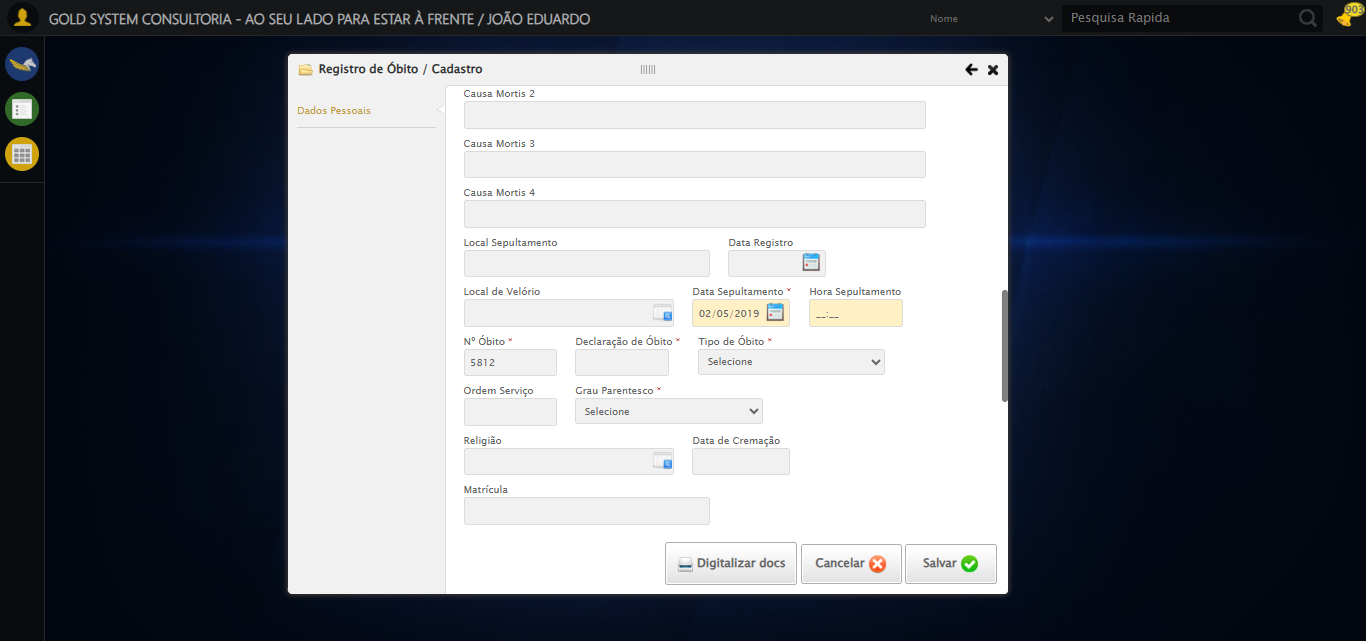 GOLD SYSTEM CONSULTORIA - AO SEU LADO PARA ESTAR À FRENTE / JOÃO EDUARDO
Nome
Pesquisa Rapida
903
Registro de Óbito / Cadastro
Dados Pessoais
Causa Mortis 2
Causa Mortis 3
Causa Mortis 4
Local Sepultamento
Data Registro
Local de Velório
Data Sepultamento *
Hora Sepultamento
02/05/2019
__:__
Nº Óbito *
Declaração de Óbito *
Tipo de Óbito *
5812
Selecione
Ordem Serviço
Grau Parentesco *
Selecione
Religião
Data de Cremação
Matrícula
Digitalizar docs
Cancelar
Salvar